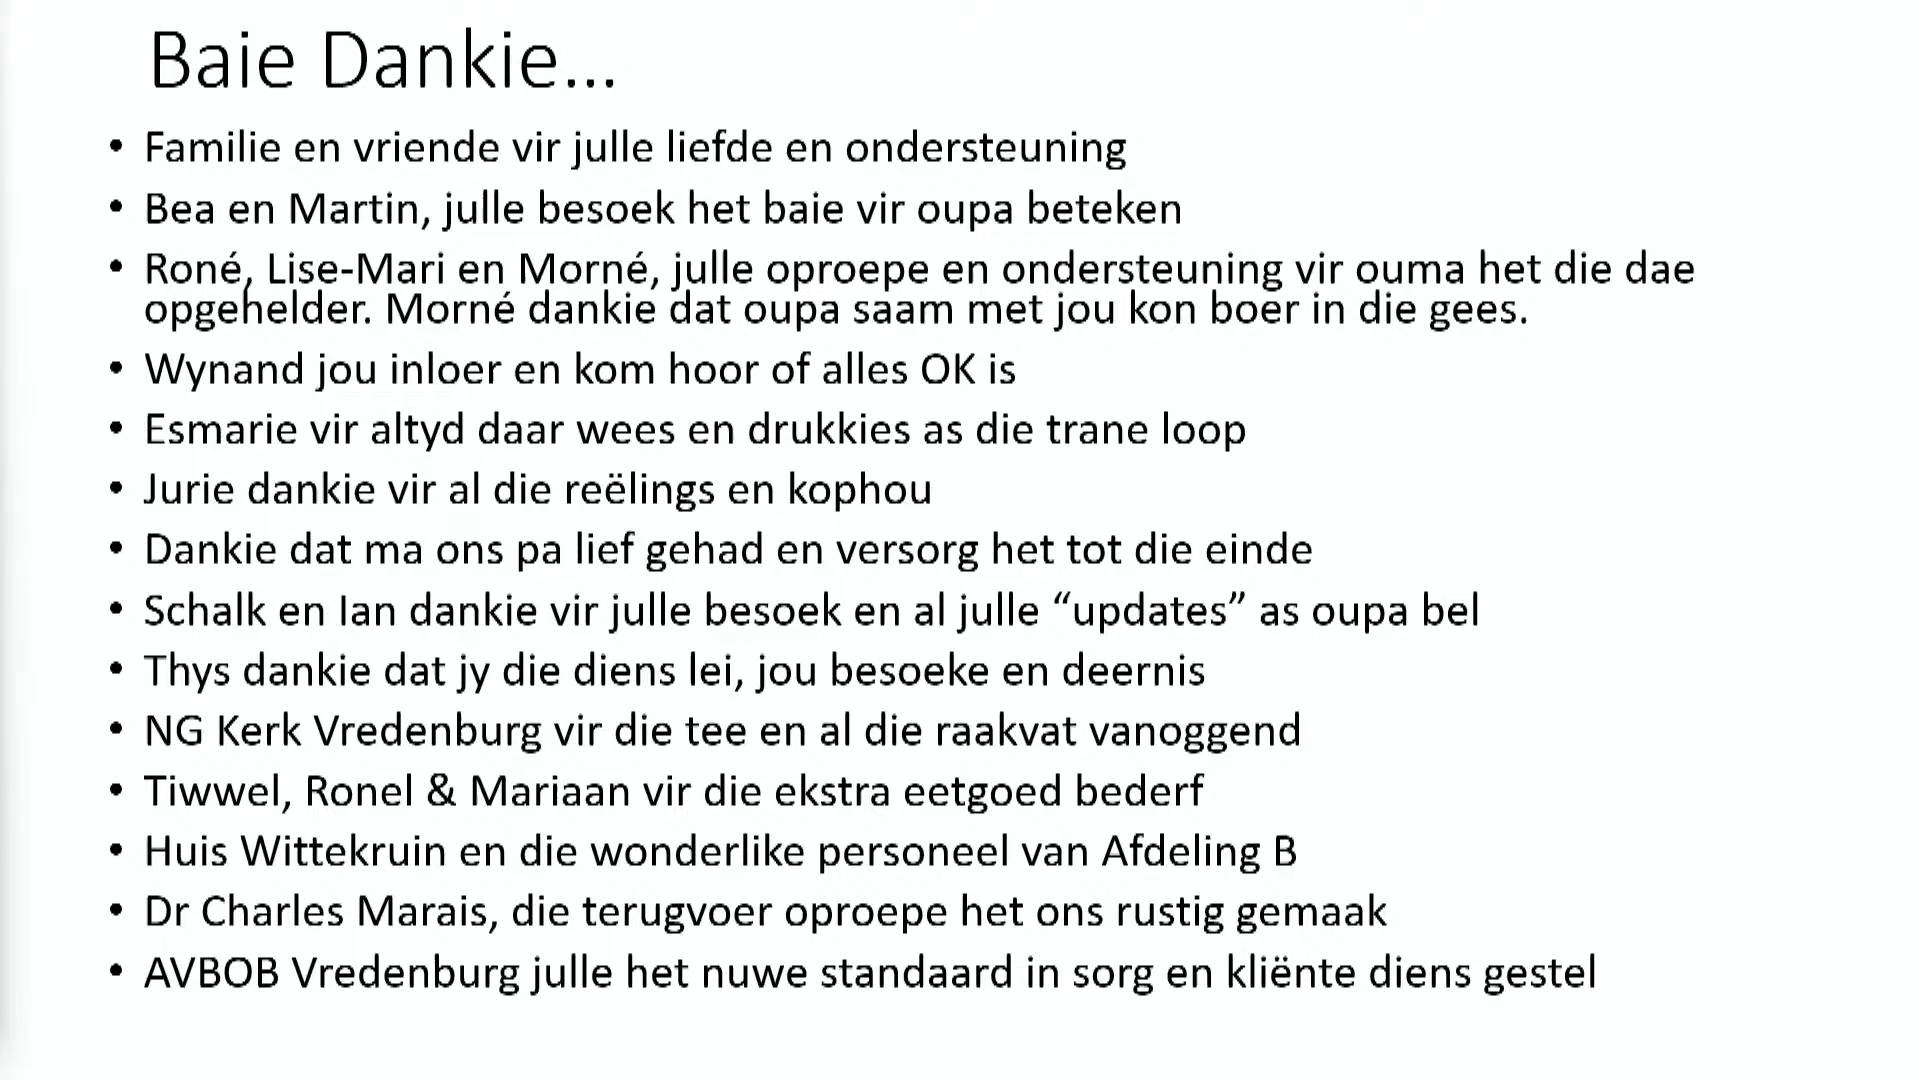 Baie Dankie...
• Familie en vriende vir julle liefde en ondersteuning
• Bea en Martin, julle besoek het baie vir oupa beteken
• Roné, Lise-Mari en Morné, julle oproepe en ondersteuning vir ouma het die dae
opgehelder. Morné dankie dat oupa saam met jou kon boer in die gees.
• Wynand jou inloer en kom hoor of alles OK is
• Esmarie vir altyd daar wees en drukkies as die trane loop
• Jurie dankie vir al die reëlings en kophou
• Dankie dat ma ons pa lief gehad en versorg het tot die einde
• Schalk en Ian dankie vir julle besoek en al julle “updates” as oupa bel
• Thys dankie dat jy die diens lei, jou besoeke en deernis
• NG Kerk Vredenburg vir die tee en al die raakvat vanoggend
• Tiwwel, Ronel & Mariaan vir die ekstra eetgoed bederf
• Huis Wittekruin en die wonderlike personeel van Afdeling B
• Dr Charles Marais, die terugvoer oproepe het ons rustig gemaak
• AVBOB Vredenburg julle het nuwe standaard in sorg en kliënte diens gestel